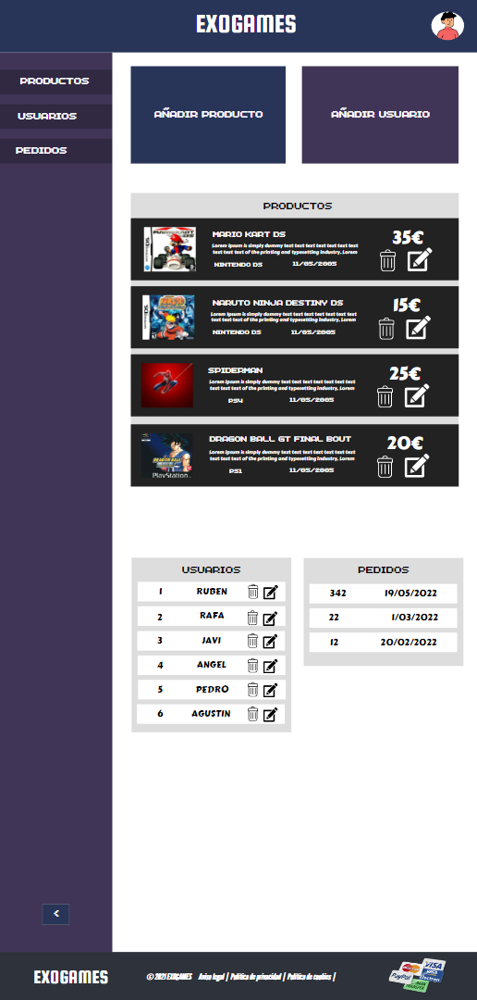 EXOGAMES
PRODUCTOS
USUARIOS
PEDIDOS
AÑADIR PRODUCTO
AÑADIR USUARIO
PRODUCTOS
MARIO KART DS
35€
Lorem Ipsum is simply dummy text text text text text text text
text text text of the printing and typesetting industry. Lorem
NINTENDO DS
11/05/2005
NARUTO NINJA DESTINY DS
15€
Lorem Ipsum is simply dummy text text text text text text text
text text text of the printing and typesetting industry. Lorem
NINTENDO DS
11/05/2005
SPIDERMAN
25€
Lorem Ipsum is simply dummy text text text text text text text
text text text of the printing and typesetting industry. Lorem
PS4
11/05/2005
DRAGON BALL GT FINAL BOUT
20€
Lorem Ipsum is simply dummy text text text text text text text
text text text of the printing and typesetting industry. Lorem
PS1
11/05/2005
PlayStation
USUARIOS
1 RUBEN
2 RAFA
3 JAVI
4 ANGEL
5 PEDRO
6 AGUSTIN
PEDIDOS
342 19/05/2022
22 1/03/2022
12 20/02/2022
<
EXOGAMES
© 2021 EXOGAMES Aviso legal | Política de privacidad | Política de cookies |
MasterCard
VISA
PayPal
VISA
Electron